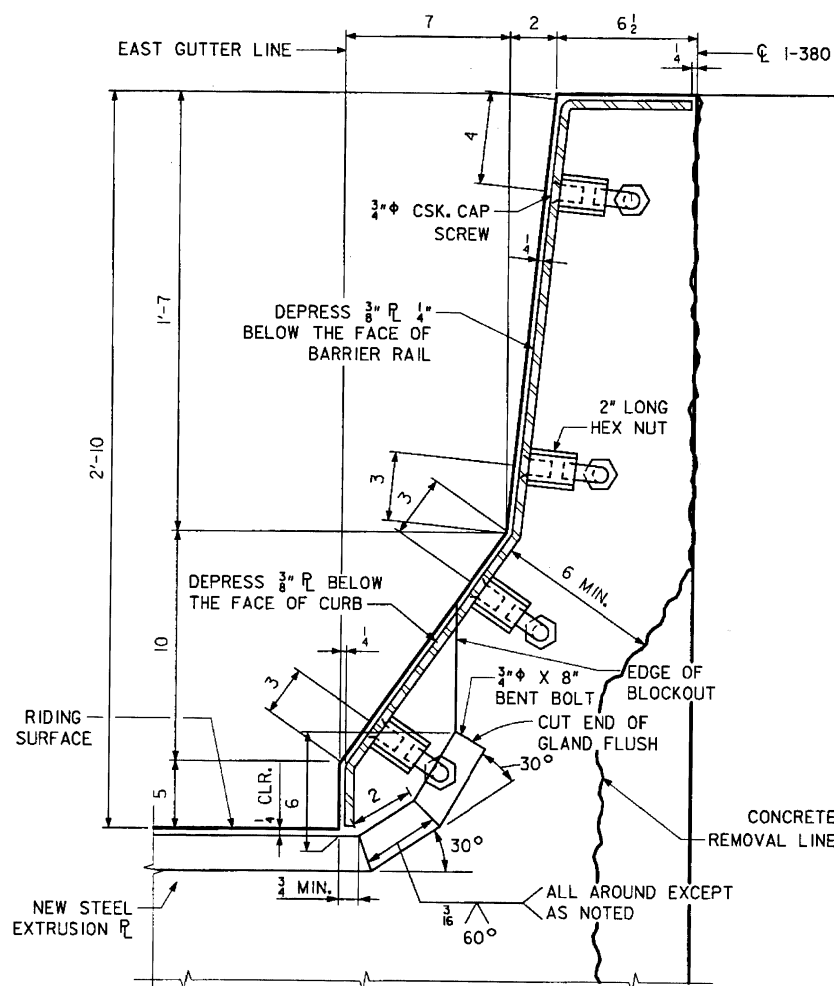 7
2
6 1/2
EAST GUTTER LINE
1/4
℄ I-380
4
3/4"ϕ CSK. CAP
SCREW
1/4
1'-7
DEPRESS 3/8" ℞ 1/4"
BELOW THE FACE OF
BARRIER RAIL
2'-10
2" LONG
HEX NUT
3
3
6 MIN.
DEPRESS 3/8" ℞ BELOW
THE FACE OF CURB
10
1/4
EDGE OF
BLOCKOUT
3
3/4"ϕ X 8"
BENT BOLT
RIDING
SURFACE
CUT END OF
GLAND FLUSH
30°
5
1/4 CLR.
6
2
CONCRETE
REMOVAL LINE
30°
3/4 MIN.
ALL AROUND EXCEPT
AS NOTED
3/16
60°
NEW STEEL
EXTRUSION ℞